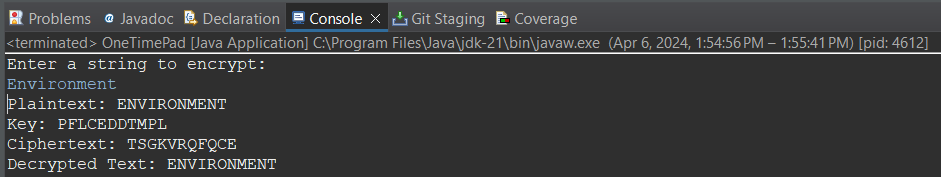 Problems Javadoc Declaration Console Git Staging Coverage
<terminated> OneTimePad [Java Application] C:\Program Files\Java\jdk-21\bin\javaw.exe (Apr 6, 2024, 1:54:56 PM – 1:55:41 PM) [pid: 4612]
Enter a string to encrypt:
Environment
Plaintext: ENVIRONMENT
Key: PFLCEDDTMPL
Ciphertext: TSGKVRQFQCE
Decrypted Text: ENVIRONMENT